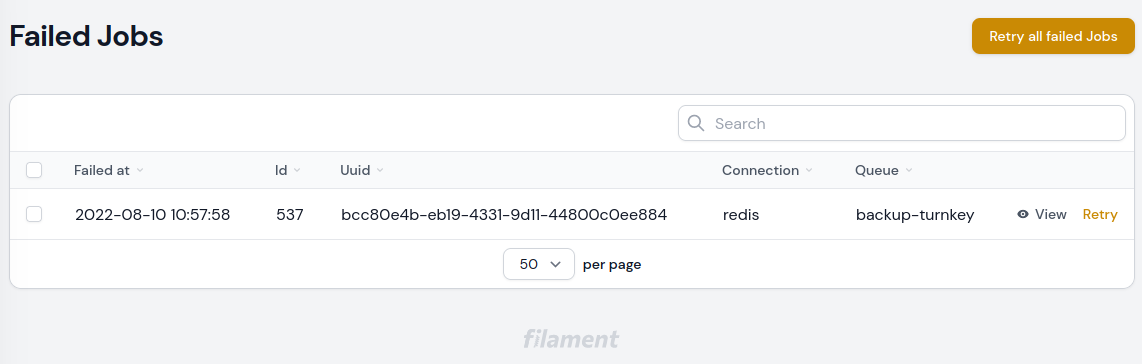 Failed Jobs
Retry all failed Jobs
Search
Failed at Id Uuid Connection Queue
2022-08-10 10:57:58 537 bcc80e4b-eb19-4331-9d11-44800c0ee884 redis backup-turnkey View Retry
50 per page
filament